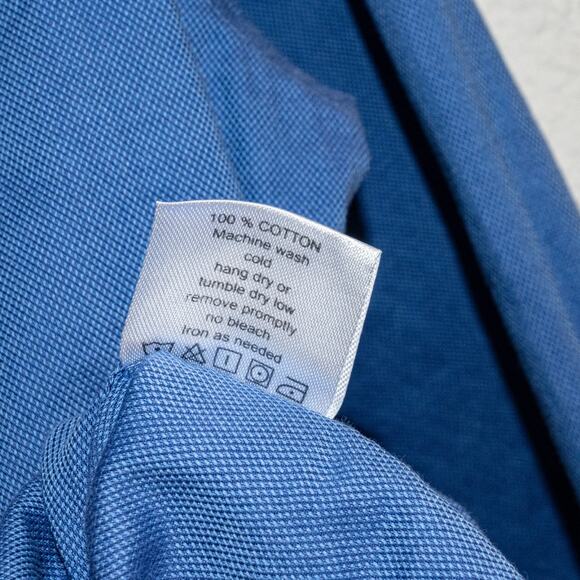 100 % COTTON
Machine wash
cold
hang dry or
tumble dry low
remove promptly
no bleach
Iron as needed